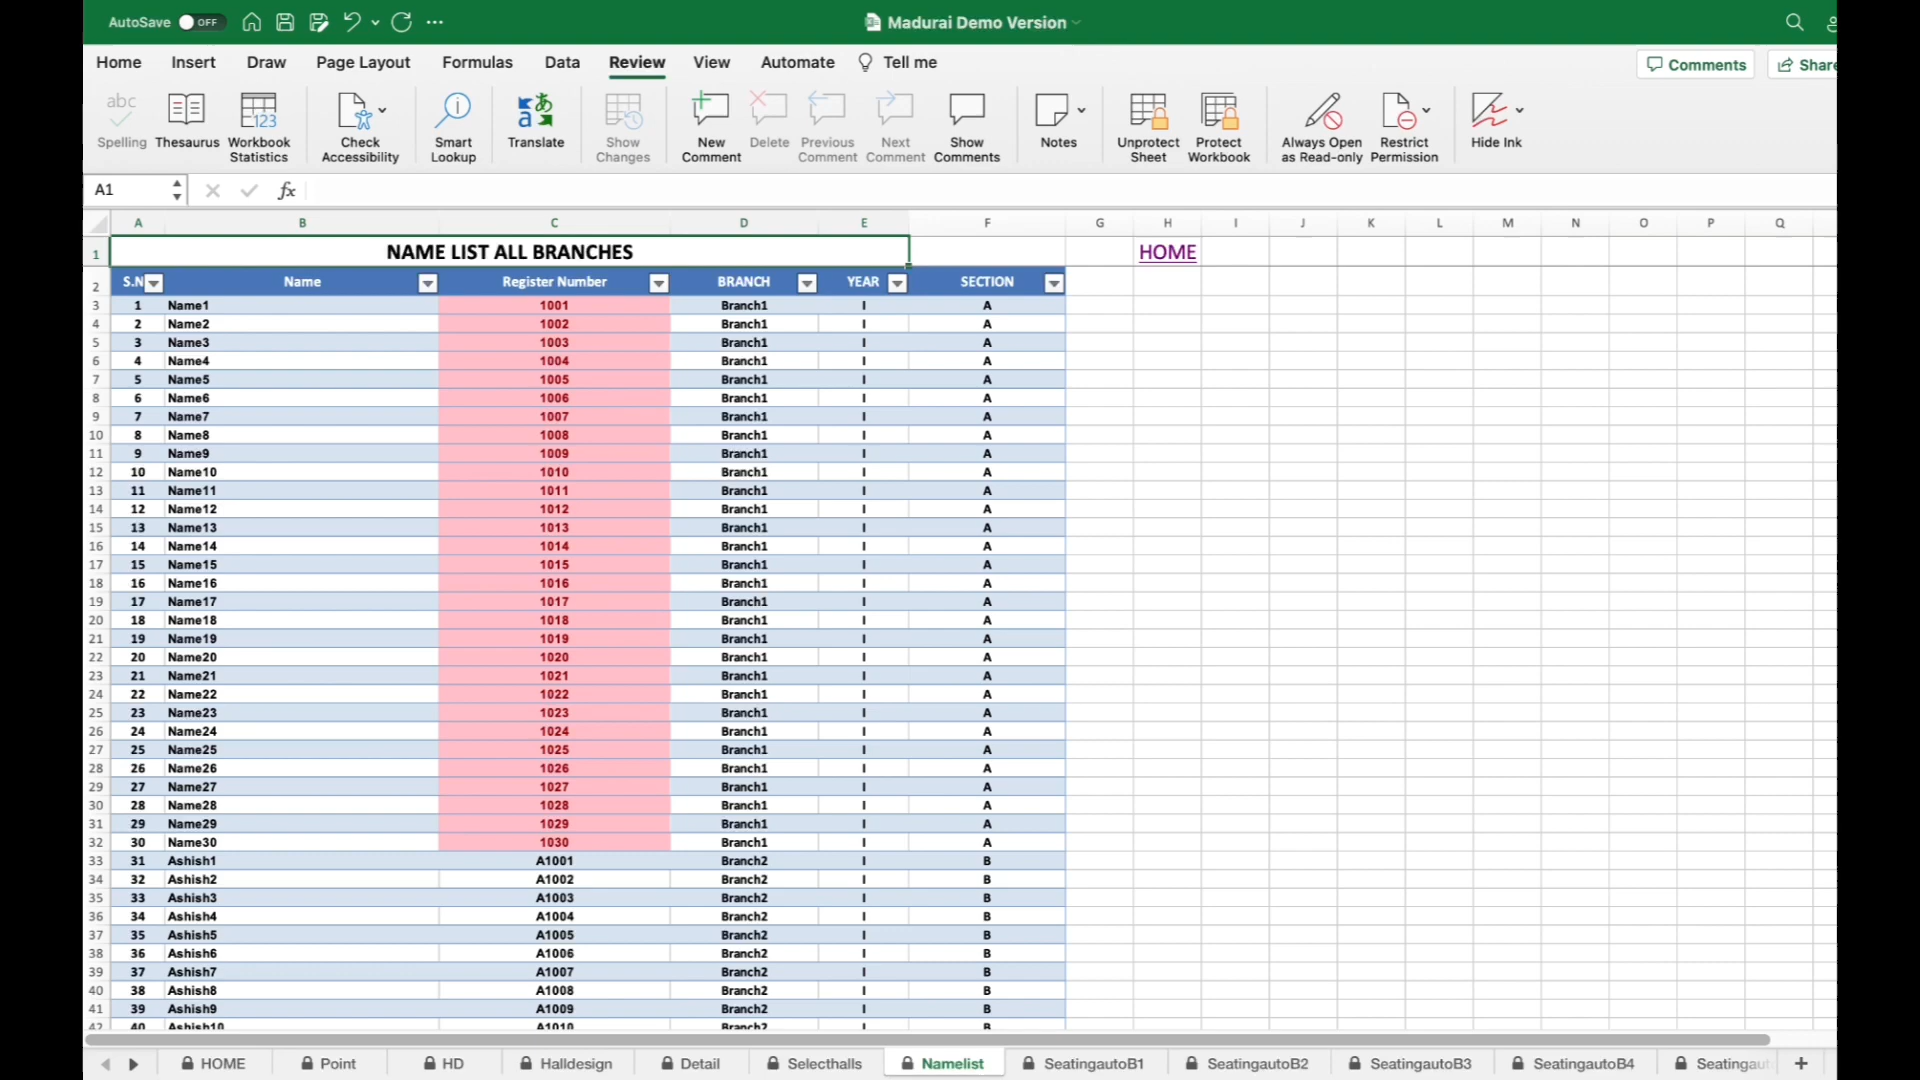 AutoSave OFF Madurai Demo Version
Home Insert Draw Page Layout Formulas Data Review View Automate Tell me Comments Share
abc 123 a あ
Spelling Thesaurus Workbook Statistics Check Accessibility Smart Lookup Translate Show Changes New Comment Delete Previous Comment Next Comment Show Comments Notes Unprotect Sheet Protect Workbook Always Open as Read-only Restrict Permission Hide Ink
A1 fx
A B C D E F G H I J K L M N O P Q
1 NAME LIST ALL BRANCHES HOME
2 S.N Name Register Number BRANCH YEAR SECTION
3 1 Name1 1001 Branch1 I A
4 2 Name2 1002 Branch1 I A
5 3 Name3 1003 Branch1 I A
6 4 Name4 1004 Branch1 I A
7 5 Name5 1005 Branch1 I A
8 6 Name6 1006 Branch1 I A
9 7 Name7 1007 Branch1 I A
10 8 Name8 1008 Branch1 I A
11 9 Name9 1009 Branch1 I A
12 10 Name10 1010 Branch1 I A
13 11 Name11 1011 Branch1 I A
14 12 Name12 1012 Branch1 I A
15 13 Name13 1013 Branch1 I A
16 14 Name14 1014 Branch1 I A
17 15 Name15 1015 Branch1 I A
18 16 Name16 1016 Branch1 I A
19 17 Name17 1017 Branch1 I A
20 18 Name18 1018 Branch1 I A
21 19 Name19 1019 Branch1 I A
22 20 Name20 1020 Branch1 I A
23 21 Name21 1021 Branch1 I A
24 22 Name22 1022 Branch1 I A
25 23 Name23 1023 Branch1 I A
26 24 Name24 1024 Branch1 I A
27 25 Name25 1025 Branch1 I A
28 26 Name26 1026 Branch1 I A
29 27 Name27 1027 Branch1 I A
30 28 Name28 1028 Branch1 I A
31 29 Name29 1029 Branch1 I A
32 30 Name30 1030 Branch1 I A
33 31 Ashish1 A1001 Branch2 I B
34 32 Ashish2 A1002 Branch2 I B
35 33 Ashish3 A1003 Branch2 I B
36 34 Ashish4 A1004 Branch2 I B
37 35 Ashish5 A1005 Branch2 I B
38 36 Ashish6 A1006 Branch2 I B
39 37 Ashish7 A1007 Branch2 I B
40 38 Ashish8 A1008 Branch2 I B
41 39 Ashish9 A1009 Branch2 I B
42 40 Ashish10 A1010 Branch2 I B
HOME Point HD Halldesign Detail Selecthalls Namelist SeatingautoB1 SeatingautoB2 SeatingautoB3 SeatingautoB4 Seatingaut